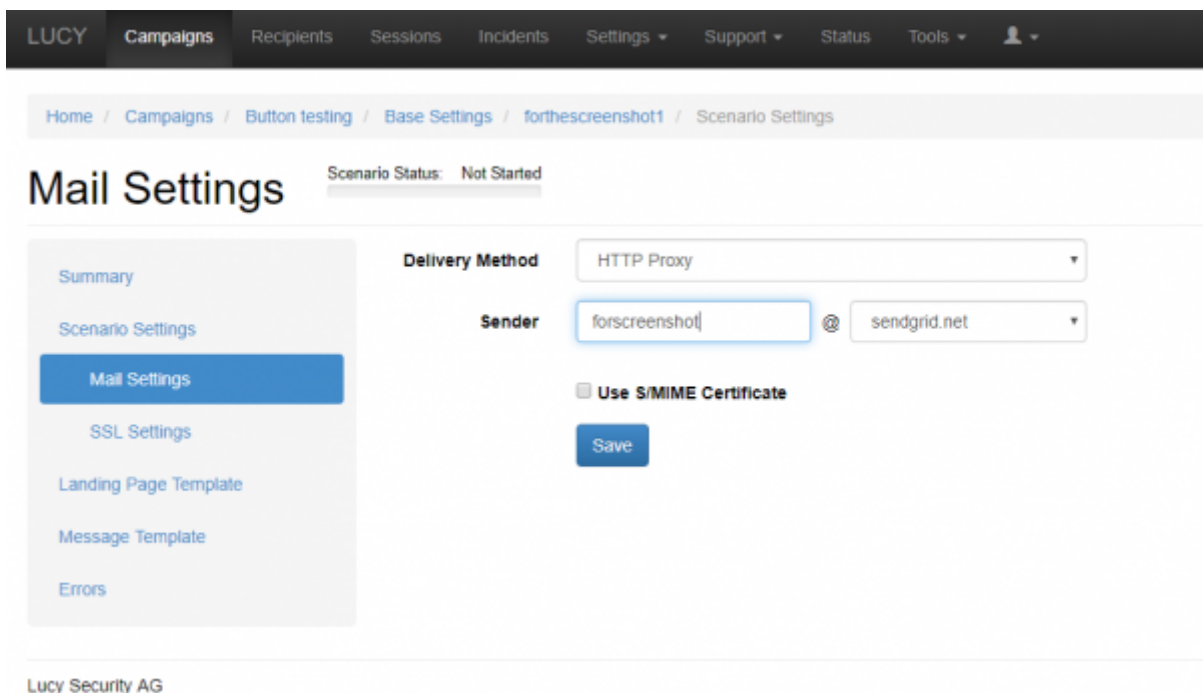 LUCY Campaigns Recipients Sessions Incidents Settings Support Status Tools
Home / Campaigns / Button testing / Base Settings / forthescreenshot1 / Scenario Settings
Mail Settings
Scenario Status: Not Started
Summary
Scenario Settings
Mail Settings
SSL Settings
Landing Page Template
Message Template
Errors
Delivery Method HTTP Proxy
Sender forscreenshot @ sendgrid.net
Use S/MIME Certificate
Save
Lucy Security AG